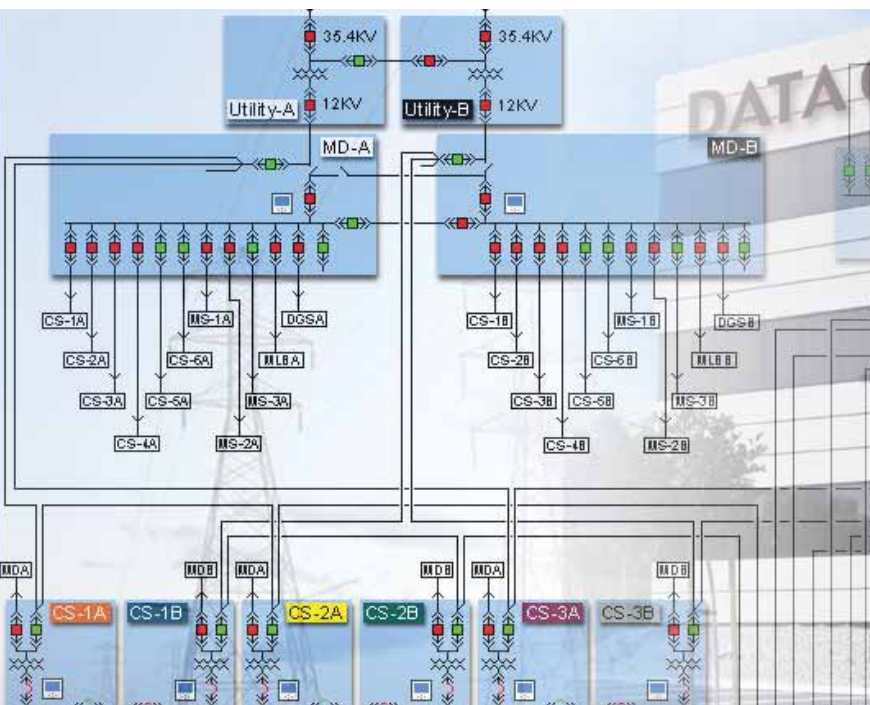 35.4KV
35.4KV
Utility-A
12KV
Utility-B
12KV
DATA
MD-A
MD-B
CS-1A
MS-1A
DGSA
CS-1B
MS-1B
DGSB
CS-2A
CS-6A
MLBA
CS-2B
CS-6B
MLBB
CS-3A
CS-5A
MS-3A
CS-3B
CS-5B
MS-3B
CS-4A
MS-2A
CS-4B
MS-2B
MDA
MDB
MDA
MDB
MDA
MDB
CS-1A
CS-1B
CS-2A
CS-2B
CS-3A
CS-3B